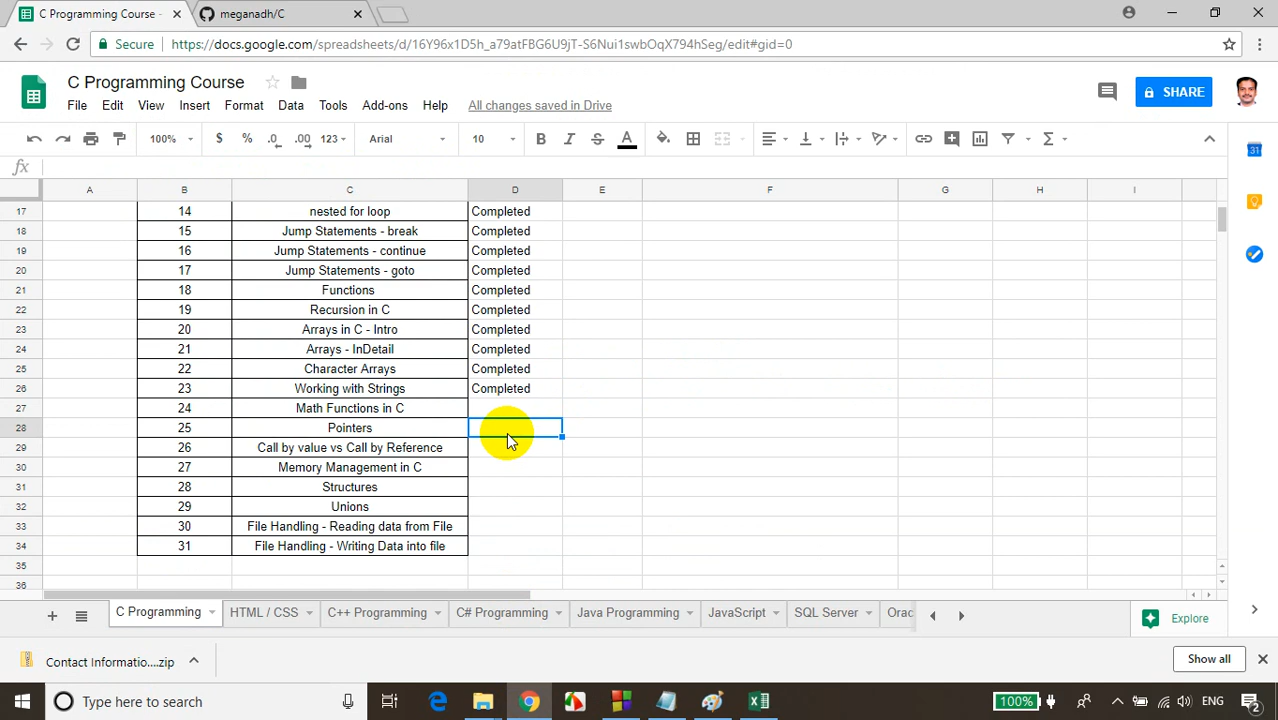 C Programming Course -
meganadh/C
Secure
https://docs.google.com/spreadsheets/d/16Y96x1D5h_a79atFBG6U9jT-S6Nui1swbOqX794hSeg/edit#gid=0
C Programming Course
File Edit View Insert Format Data Tools Add-ons Help All changes saved in Drive
SHARE
100% $ % .0 .00 123 Arial 10 B I S A Σ
31
fx
A B C D E F G H I
17 14 nested for loop Completed
18 15 Jump Statements - break Completed
19 16 Jump Statements - continue Completed
20 17 Jump Statements - goto Completed
21 18 Functions Completed
22 19 Recursion in C Completed
23 20 Arrays in C - Intro Completed
24 21 Arrays - InDetail Completed
25 22 Character Arrays Completed
26 23 Working with Strings Completed
27 24 Math Functions in C
28 25 Pointers
29 26 Call by value vs Call by Reference
30 27 Memory Management in C
31 28 Structures
32 29 Unions
33 30 File Handling - Reading data from File
34 31 File Handling - Writing Data into file
35
36
C Programming HTML / CSS C++ Programming C# Programming Java Programming JavaScript SQL Server Orac
Explore
Contact Informatio....zip
Show all
Type here to search
100%
ENG
2